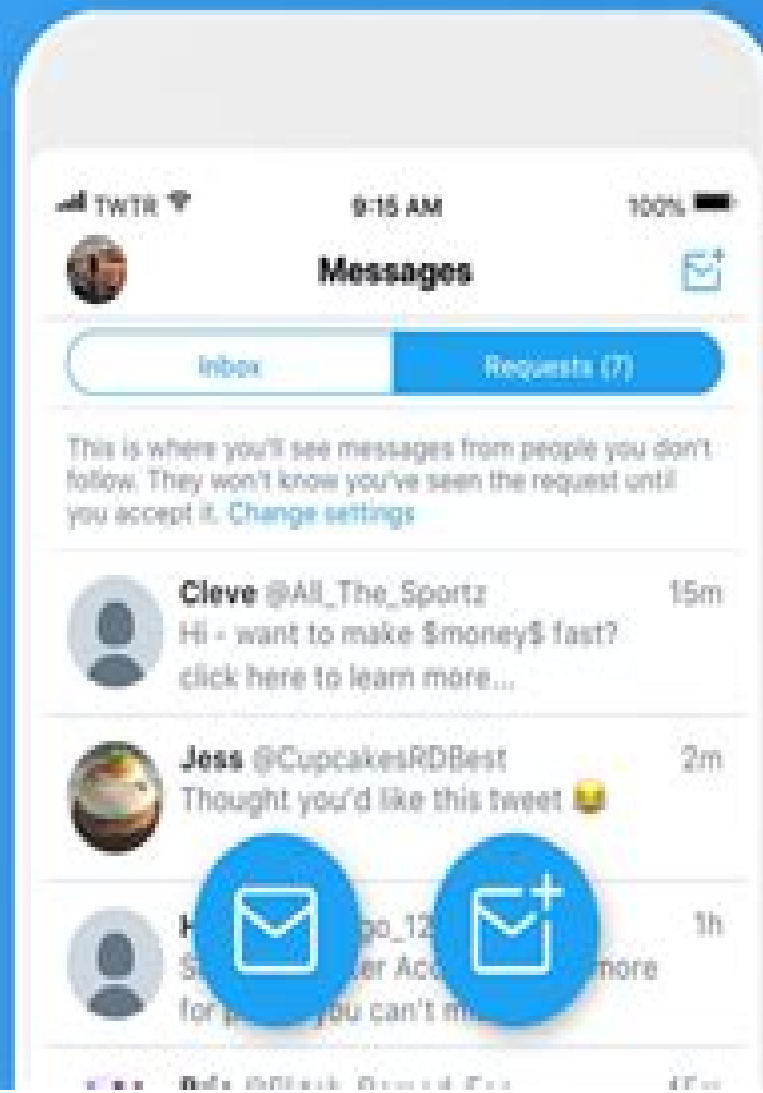 TWTR 9:15 AM 100%
Messages
Inbox Requests (7)
This is where you'll see messages from people you don't
follow. They won't know you've seen the request until
you accept it. Change settings
Cleve @All_The_Sportz 15m
Hi - want to make $money$ fast?
click here to learn more...
Jess @CupcakesRDBest 2m
Thought you'd like this tweet 😂
1h
more
for you can't